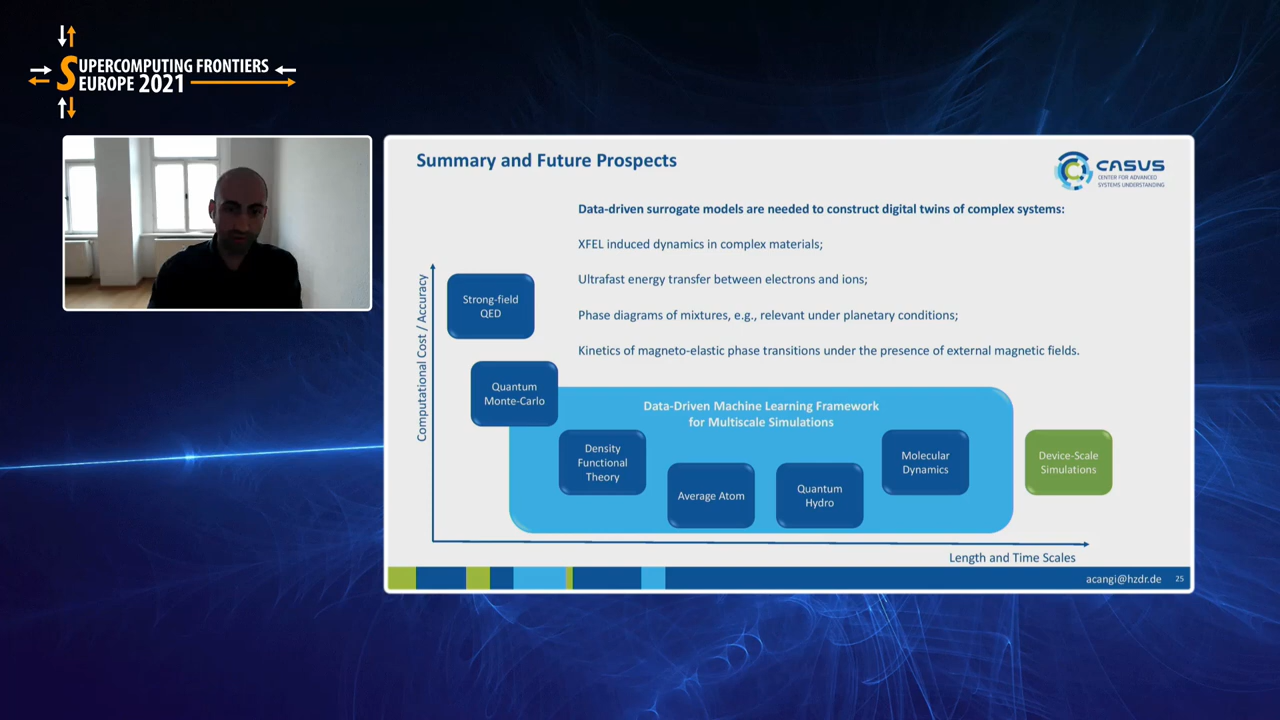 SUPERCOMPUTING FRONTIERS
EUROPE 2021
Summary and Future Prospects
CASUS
CENTER FOR ADVANCED
SYSTEMS UNDERSTANDING
Data-driven surrogate models are needed to construct digital twins of complex systems:
XFEL induced dynamics in complex materials;
Ultrafast energy transfer between electrons and ions;
Phase diagrams of mixtures, e.g., relevant under planetary conditions;
Kinetics of magneto-elastic phase transitions under the presence of external magnetic fields.
Computational Cost / Accuracy
Strong-field
QED
Quantum
Monte-Carlo
Data-Driven Machine Learning Framework
for Multiscale Simulations
Density
Functional
Theory
Average Atom
Quantum
Hydro
Molecular
Dynamics
Device-Scale
Simulations
Length and Time Scales
acangi@hzdr.de 25